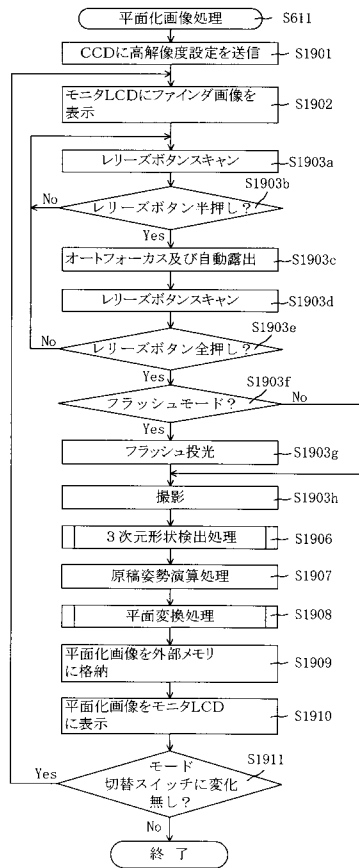 平面化画像処理
S611
CCDに高解像度設定を送信
S1901
モニタLCDにファインダ画像を
表示
S1902
レリーズボタンスキャン
S1903a
レリーズボタン半押し？
S1903b
No
Yes
オートフォーカス及び自動露出
S1903c
レリーズボタンスキャン
S1903d
レリーズボタン全押し？
S1903e
No
Yes
フラッシュモード？
S1903f
No
Yes
フラッシュ投光
S1903g
撮影
S1903h
3次元形状検出処理
S1906
原稿姿勢演算処理
S1907
平面変換処理
S1908
平面化画像を外部メモリ
に格納
S1909
平面化画像をモニタLCD
に表示
S1910
モード
切替スイッチに変化
無し？
S1911
Yes
No
終了